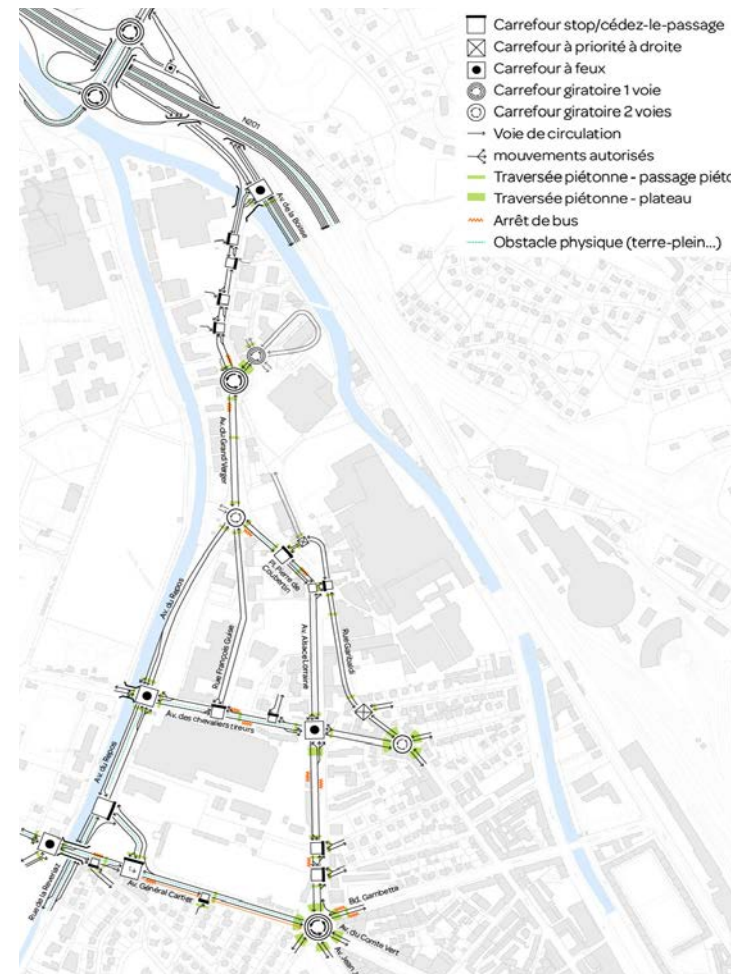 Carrefour stop/cédez-le-passage
Carrefour à priorité à droite
Carrefour à feux
Carrefour giratoire 1 voie
Carrefour giratoire 2 voies
Voie de circulation
mouvements autorisés
Traversée piétonne - passage piéto
Traversée piétonne - plateau
Arrêt de bus
Obstacle physique (terre-plein...)
N201
Av. de la Boisse
Av. du Grand Verger
Pl. Pierre de
Coubertin
Av. du Repos
Rue François Guise
Av. Alsace Lorraine
Rue Garibaldi
Av. des chevaliers tireurs
Av. du Repos
Rue de la Revériaz
Av. Général Cartier
Bd. Gambetta
Av. du Comte Vert
Av. Jean